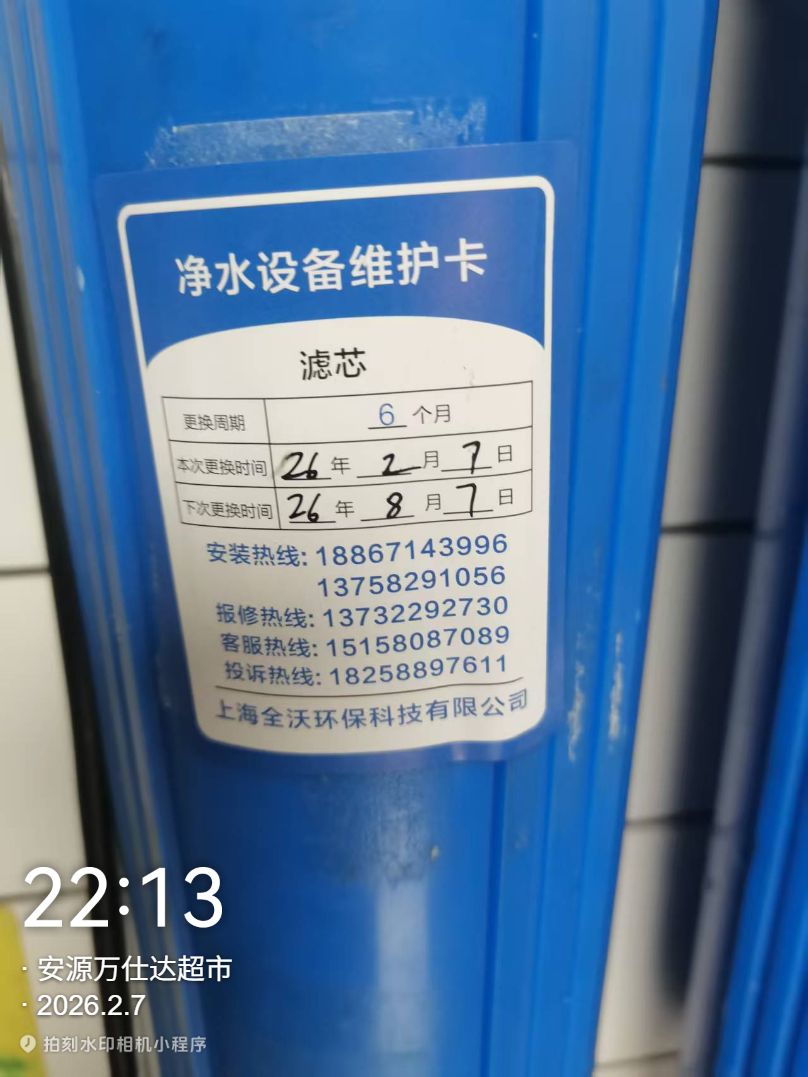 净水设备维护卡
滤芯
更换周期 6 个月
本次更换时间 26 年 2 月 7 日
下次更换时间 26 年 8 月 7 日
安装热线: 18867143996
13758291056
报修热线: 13732292730
客服热线: 15158087089
投诉热线: 18258897611
上海全沃环保科技有限公司
22:13
· 安源万仕达超市
· 2026.2.7
拍刻水印相机小程序